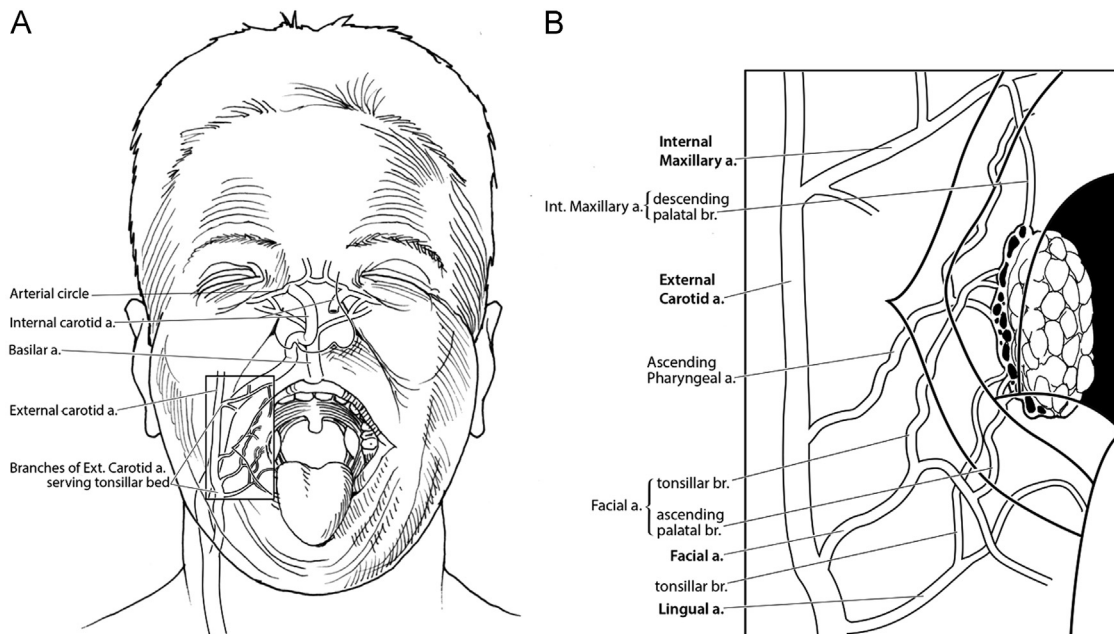 A
Arterial circle
Internal carotid a.
Basilar a.
External carotid a.
Branches of Ext. Carotid a.
serving tonsillar bed
B
Internal
Maxillary a.
Int. Maxillary a. { descending
palatal br.
External
Carotid a.
Ascending
Pharyngeal a.
tonsillar br.
Facial a. {
ascending
palatal br.
Facial a.
tonsillar br.
Lingual a.